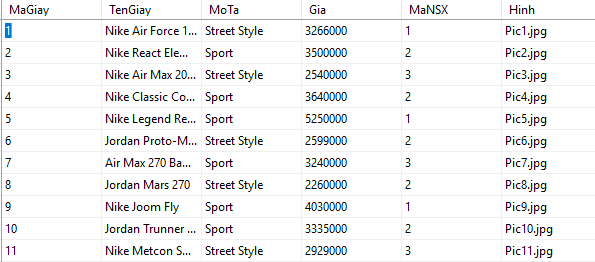 MaGiay TenGiay MoTa Gia MaNSX Hinh
1 Nike Air Force 1... Street Style 3266000 1 Pic1.jpg
2 Nike React Ele... Sport 3500000 2 Pic2.jpg
3 Nike Air Max 20... Street Style 2540000 3 Pic3.jpg
4 Nike Classic Co... Sport 3640000 2 Pic4.jpg
5 Nike Legend Re... Sport 5250000 1 Pic5.jpg
6 Jordan Proto-M... Street Style 2599000 2 Pic6.jpg
7 Air Max 270 Ba... Sport 3240000 3 Pic7.jpg
8 Jordan Mars 270 Street Style 2260000 2 Pic8.jpg
9 Nike Joom Fly Sport 4030000 1 Pic9.jpg
10 Jordan Trunner ... Sport 3335000 2 Pic10.jpg
11 Nike Metcon S... Street Style 2929000 3 Pic11.jpg